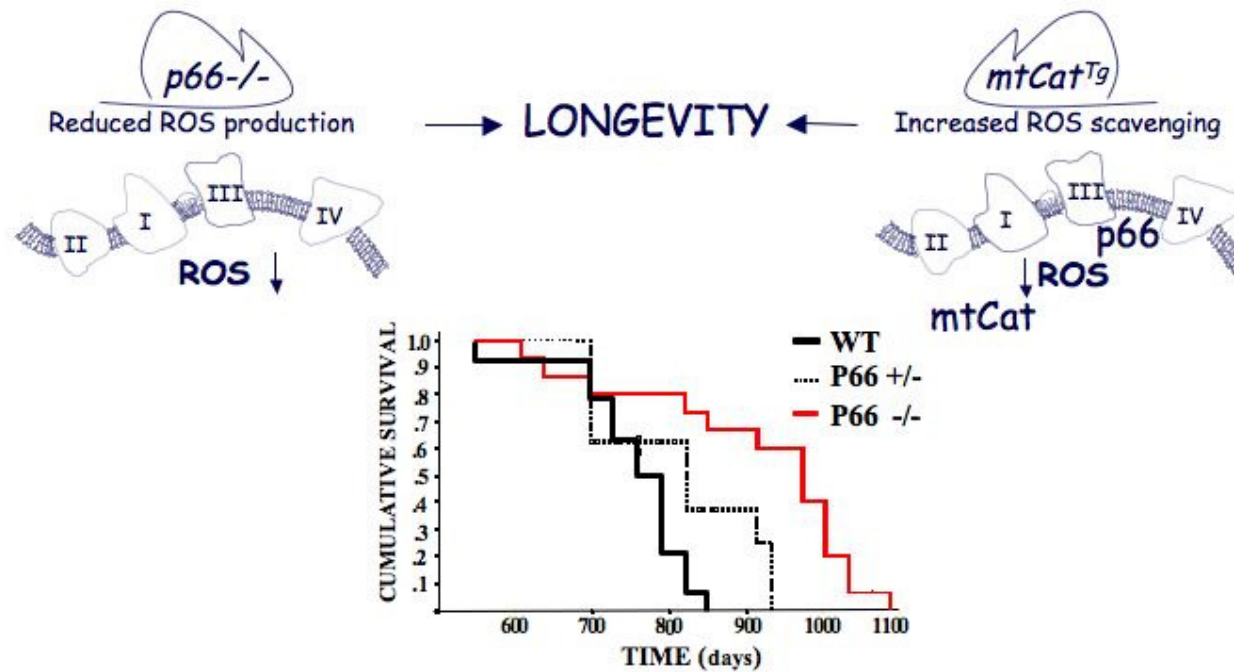 p66-/-
Reduced ROS production
LONGEVITY
mtCatTg
Increased ROS scavenging
II
I
III
IV
ROS
II
I
III
IV
p66
ROS
mtCat
CUMULATIVE SURVIVAL
1.0
.9
.8
.7
.6
.5
.4
.3
.2
.1
WT
P66 +/-
P66 -/-
600 700 800 900 1000 1100
TIME (days)